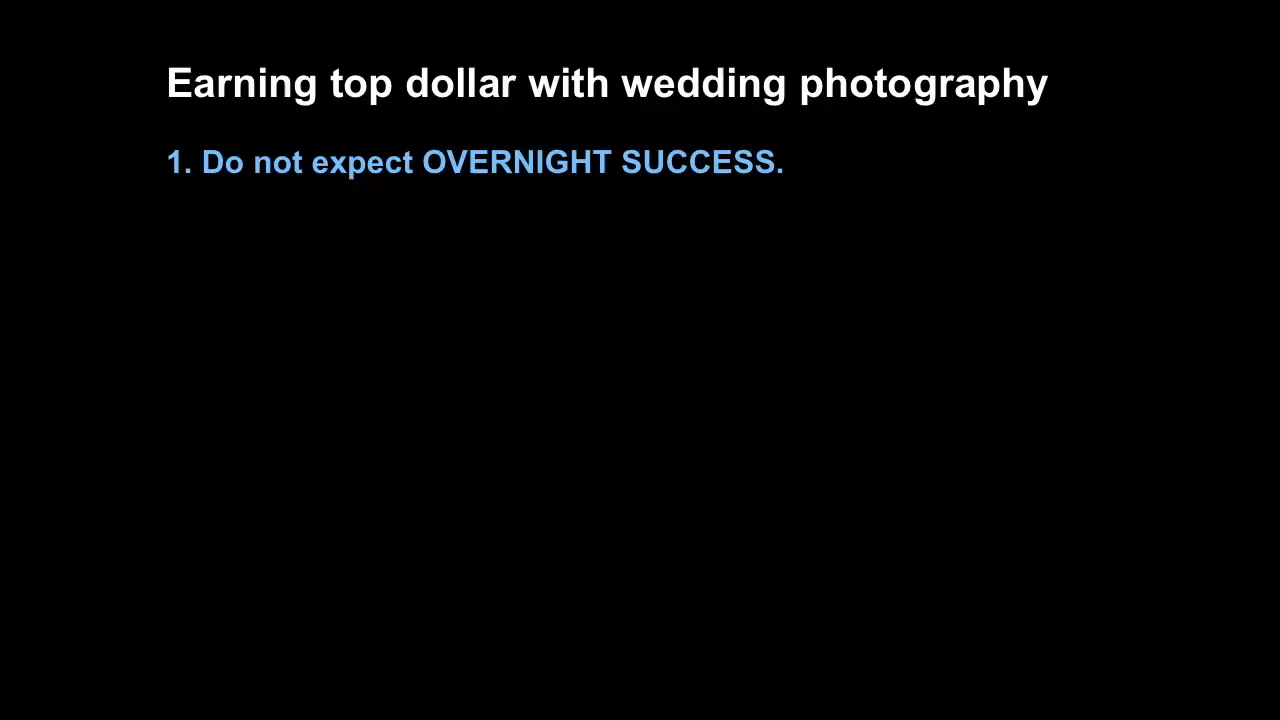 Earning top dollar with wedding photography
1. Do not expect OVERNIGHT SUCCESS.